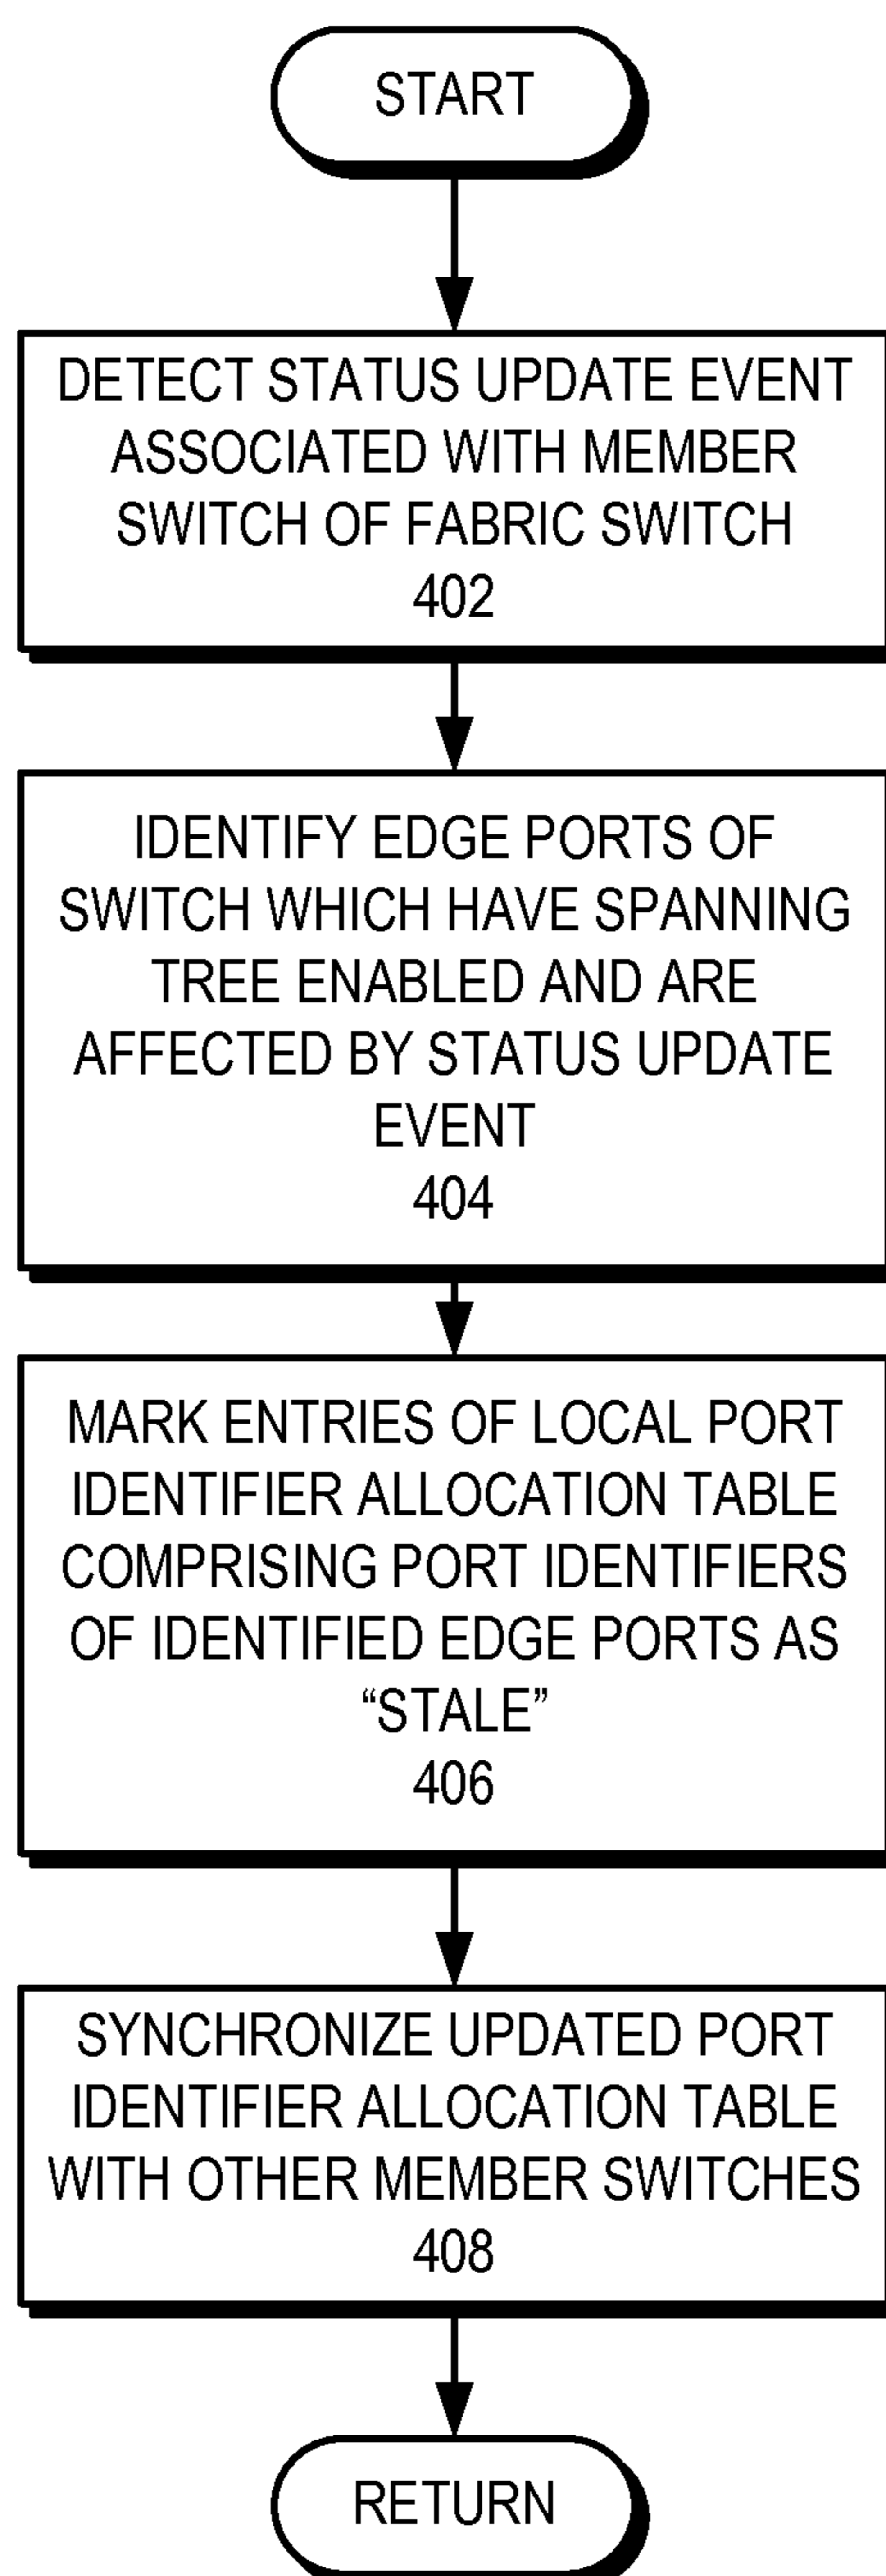 START
DETECT STATUS UPDATE EVENT
ASSOCIATED WITH MEMBER
SWITCH OF FABRIC SWITCH
402
IDENTIFY EDGE PORTS OF
SWITCH WHICH HAVE SPANNING
TREE ENABLED AND ARE
AFFECTED BY STATUS UPDATE
EVENT
404
MARK ENTRIES OF LOCAL PORT
IDENTIFIER ALLOCATION TABLE
COMPRISING PORT IDENTIFIERS
OF IDENTIFIED EDGE PORTS AS
“STALE”
406
SYNCHRONIZE UPDATED PORT
IDENTIFIER ALLOCATION TABLE
WITH OTHER MEMBER SWITCHES
408
RETURN